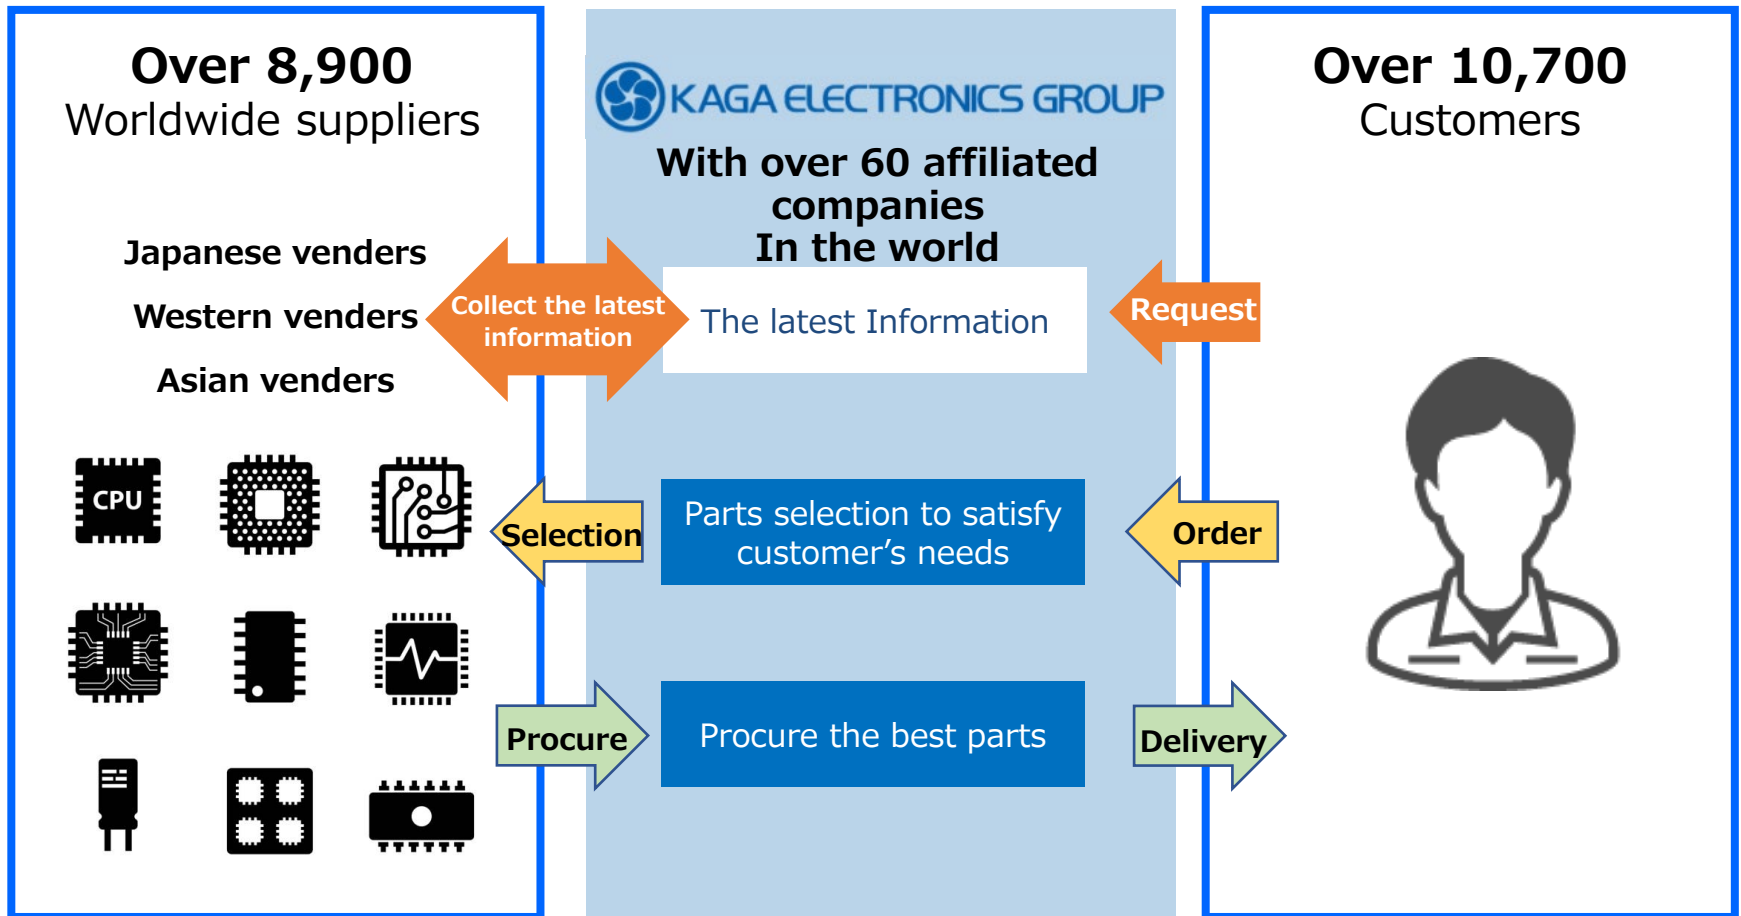 Over 8,900
Worldwide suppliers
Japanese venders
Western venders
Asian venders
CPU
KAGA ELECTRONICS GROUP
With over 60 affiliated
companies
In the world
Collect the latest
information
The latest Information
Request
Selection
Parts selection to satisfy
customer’s needs
Order
Procure
Procure the best parts
Delivery
Over 10,700
Customers